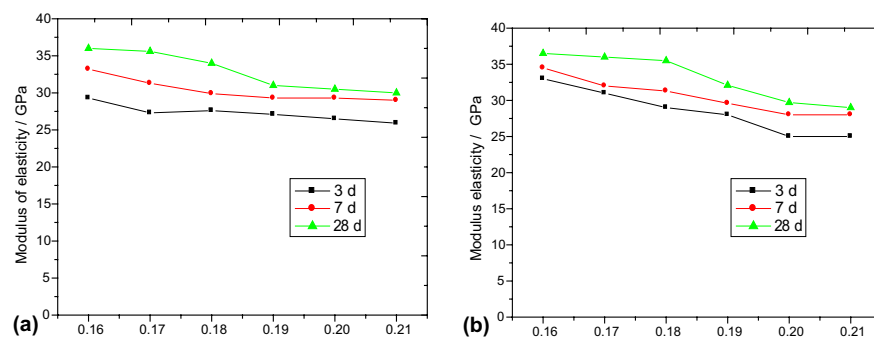 40
35
30
25
20
15
10
5
0
Modulus of elasticity / GPa
3 d
7 d
28 d
(a)
0.16 0.17 0.18 0.19 0.20 0.21
40
35
30
25
20
15
10
5
0
Modulus elasticity / GPa
3 d
7 d
28 d
(b)
0.16 0.17 0.18 0.19 0.20 0.21